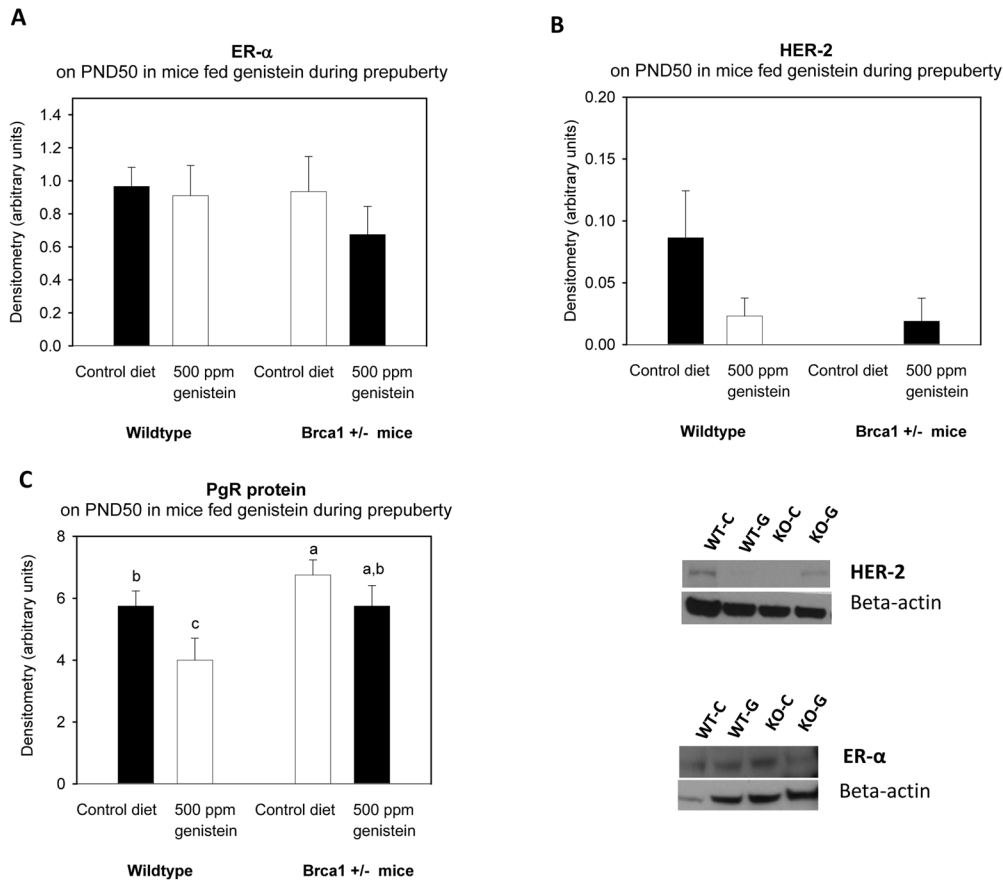 A
ER-α
on PND50 in mice fed genistein during prepuberty
Densitometry (arbitrary units)
1.4
1.2
1.0
0.8
0.6
0.4
0.2
0.0
Control diet
500 ppm
genistein
Control diet
500 ppm
genistein
Wildtype
Brca1 +/- mice
B
HER-2
on PND50 in mice fed genistein during prepuberty
Densitometry (arbitrary units)
0.20
0.15
0.10
0.05
0.00
Control diet
500 ppm
genistein
Control diet
500 ppm
genistein
Wildtype
Brca1 +/- mice
C
PgR protein
on PND50 in mice fed genistein during prepuberty
Densitometry (arbitrary units)
8
6
4
2
0
b
c
a
a,b
Control diet
500 ppm
genistein
Control diet
500 ppm
genistein
Wildtype
Brca1 +/- mice
WT-C
WT-G
KO-C
KO-G
HER-2
Beta-actin
WT-C
WT-G
KO-C
KO-G
ER-α
Beta-actin